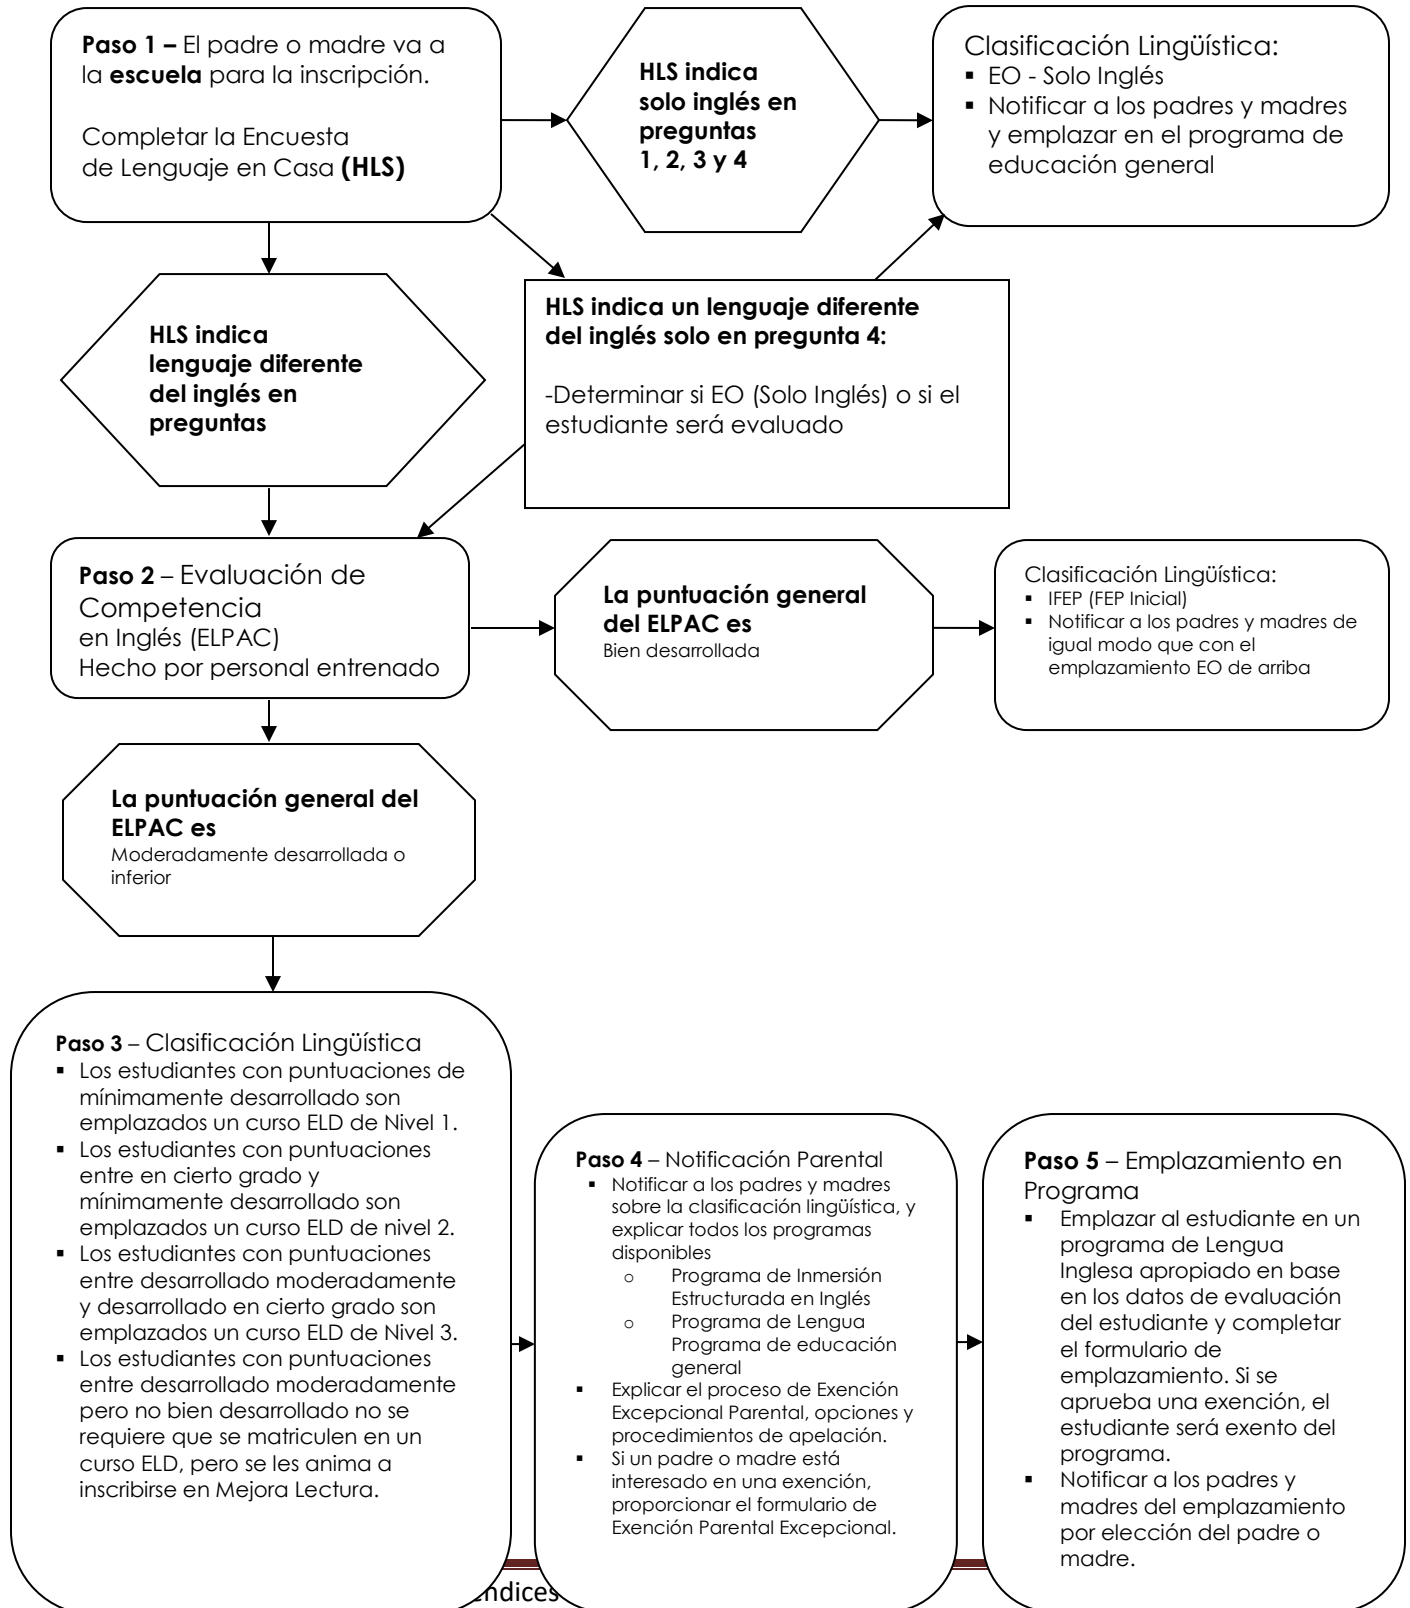 Paso 1 – El padre o madre va a
la escuela para la inscripción.
Completar la Encuesta
de Lenguaje en Casa (HLS)
HLS indica
solo inglés en
preguntas
1, 2, 3 y 4
Clasificación Lingüística:
▪ EO - Solo Inglés
▪ Notificar a los padres y madres
y emplazar en el programa de
educación general
HLS indica
lenguaje diferente
del inglés en
preguntas
HLS indica un lenguaje diferente
del inglés solo en pregunta 4:
-Determinar si EO (Solo Inglés) o si el
estudiante será evaluado
Paso 2 – Evaluación de
Competencia
en Inglés (ELPAC)
Hecho por personal entrenado
La puntuación general
del ELPAC es
Bien desarrollada
Clasificación Lingüística:
▪ IFEP (FEP Inicial)
▪ Notificar a los padres y madres de
igual modo que con el
emplazamiento EO de arriba
La puntuación general del
ELPAC es
Moderadamente desarrollada o
inferior
Paso 3 – Clasificación Lingüística
▪ Los estudiantes con puntuaciones de
mínimamente desarrollado son
emplazados un curso ELD de Nivel 1.
▪ Los estudiantes con puntuaciones
entre en cierto grado y
mínimamente desarrollado son
emplazados un curso ELD de nivel 2.
▪ Los estudiantes con puntuaciones
entre desarrollado moderadamente
y desarrollado en cierto grado son
emplazados un curso ELD de Nivel 3.
▪ Los estudiantes con puntuaciones
entre desarrollado moderadamente
pero no bien desarrollado no se
requiere que se matriculen en un
curso ELD, pero se les anima a
inscribirse en Mejora Lectura.
Paso 4 – Notificación Parental
▪ Notificar a los padres y madres
sobre la clasificación lingüística, y
explicar todos los programas
disponibles
o Programa de Inmersión
Estructurada en Inglés
o Programa de Lengua
Programa de educación
general
▪ Explicar el proceso de Exención
Excepcional Parental, opciones y
procedimientos de apelación.
▪ Si un padre o madre está
interesado en una exención,
proporcionar el formulario de
Exención Parental Excepcional.
Paso 5 – Emplazamiento en
Programa
▪ Emplazar al estudiante en un
programa de Lengua
Inglesa apropiado en base
en los datos de evaluación
del estudiante y completar
el formulario de
emplazamiento. Si se
aprueba una exención, el
estudiante será exento del
programa.
▪ Notificar a los padres y
madres del emplazamiento
por elección del padre o
madre.